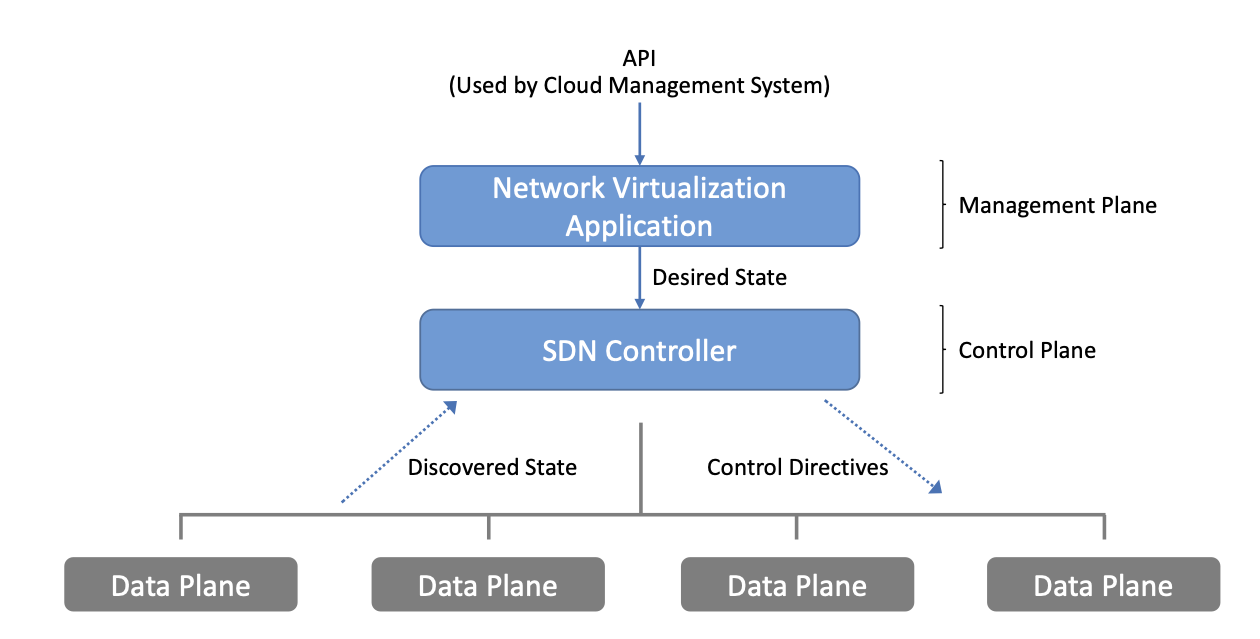 API
(Used by Cloud Management System)
Network Virtualization
Application
Management Plane
Desired State
SDN Controller
Control Plane
Discovered State
Control Directives
Data Plane
Data Plane
Data Plane
Data Plane